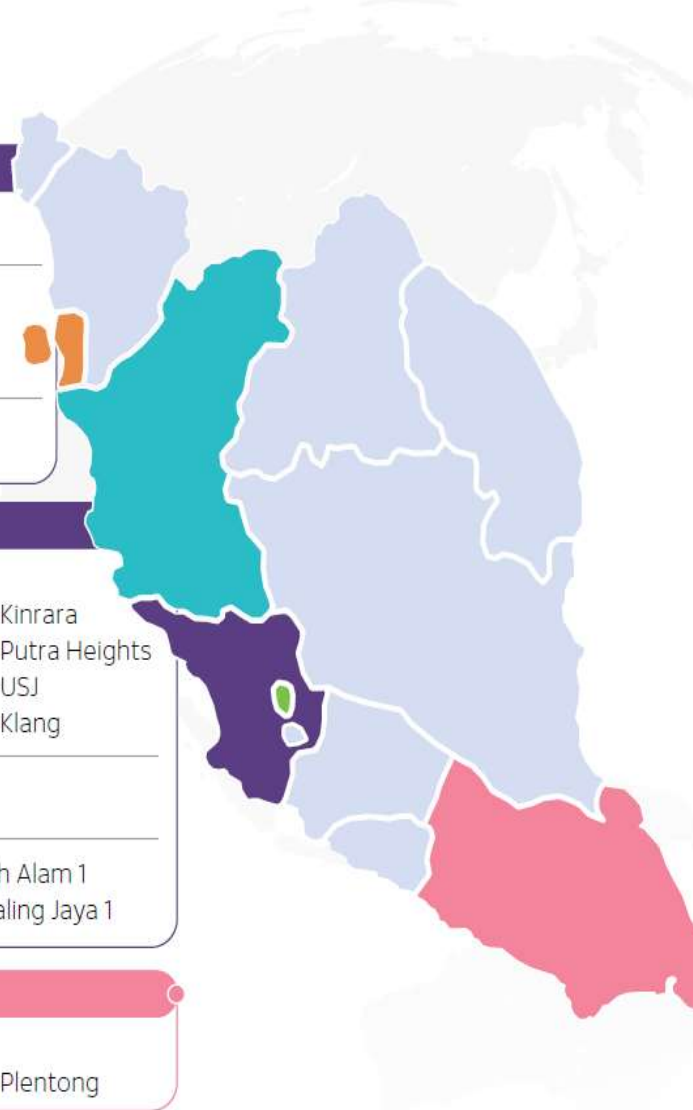 Kinrara
Putra Heights
USJ
Klang
h Alam 1
aling Jaya 1
Plentong